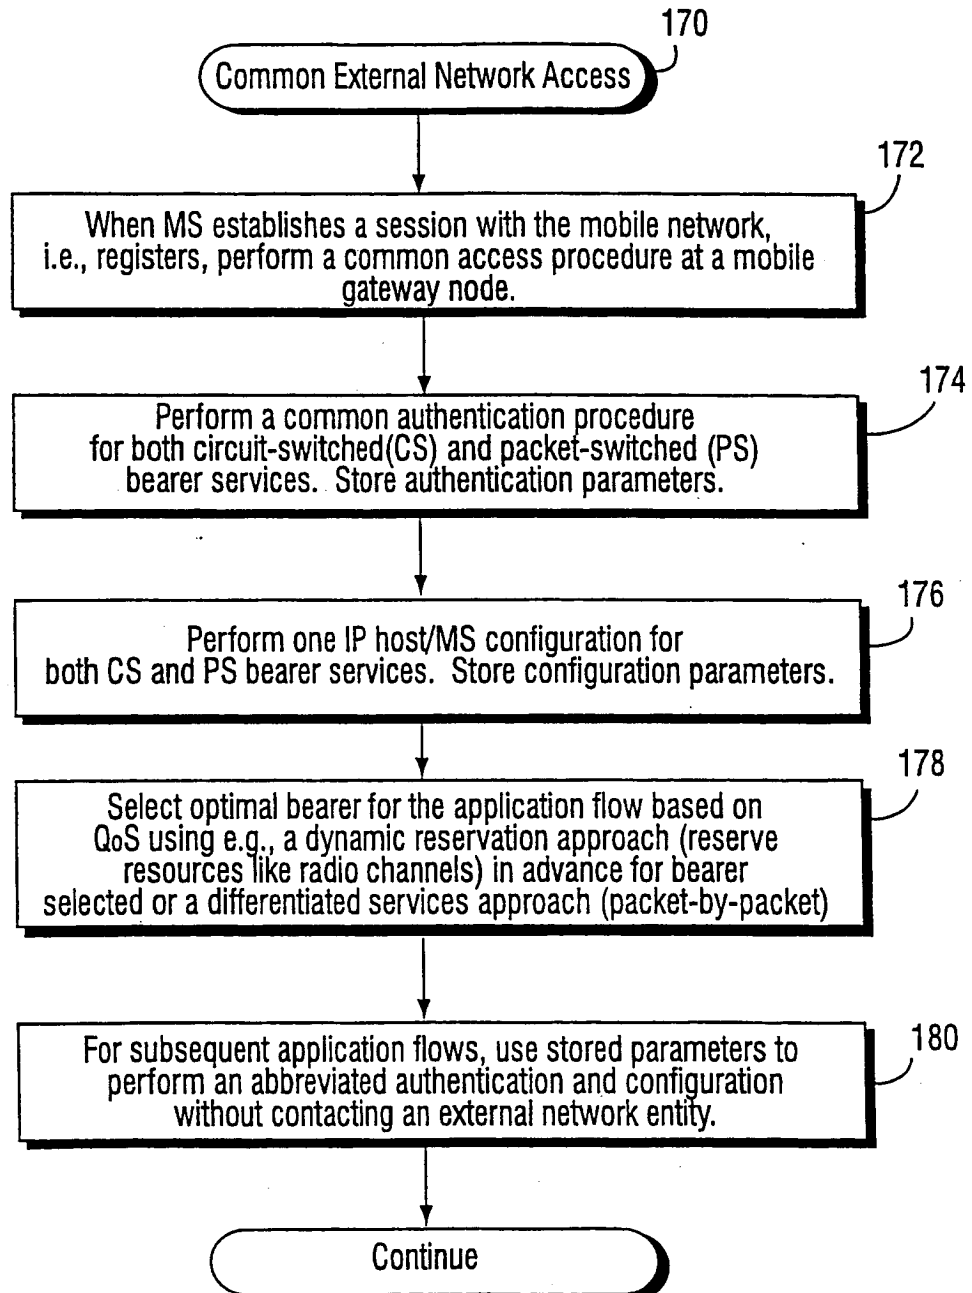 170
Common External Network Access
172
When MS establishes a session with the mobile network,
i.e., registers, perform a common access procedure at a mobile
gateway node.
174
Perform a common authentication procedure
for both circuit-switched(CS) and packet-switched (PS)
bearer services. Store authentication parameters.
176
Perform one IP host/MS configuration for
both CS and PS bearer services. Store configuration parameters.
178
Select optimal bearer for the application flow based on
QoS using e.g., a dynamic reservation approach (reserve
resources like radio channels) in advance for bearer
selected or a differentiated services approach (packet-by-packet)
180
For subsequent application flows, use stored parameters to
perform an abbreviated authentication and configuration
without contacting an external network entity.
Continue